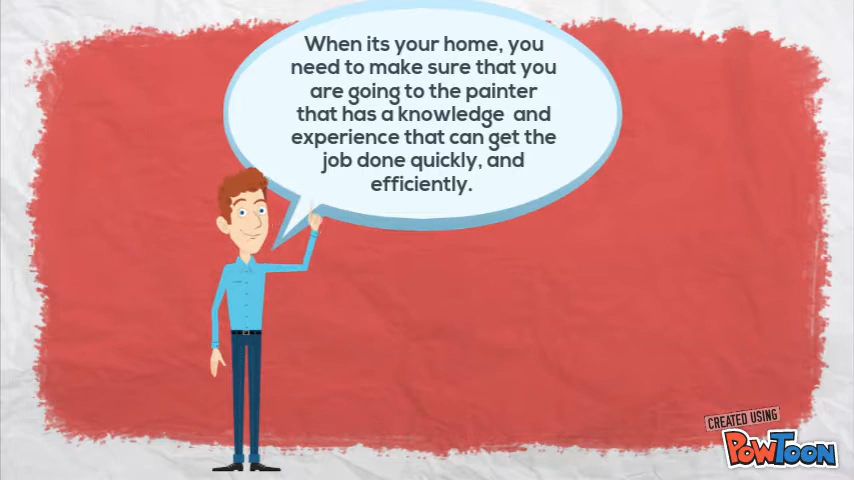 When its your home, you
need to make sure that you
are going to the painter
that has a knowledge and
experience that can get the
job done quickly, and
efficiently.
CREATED USING
POWTOON